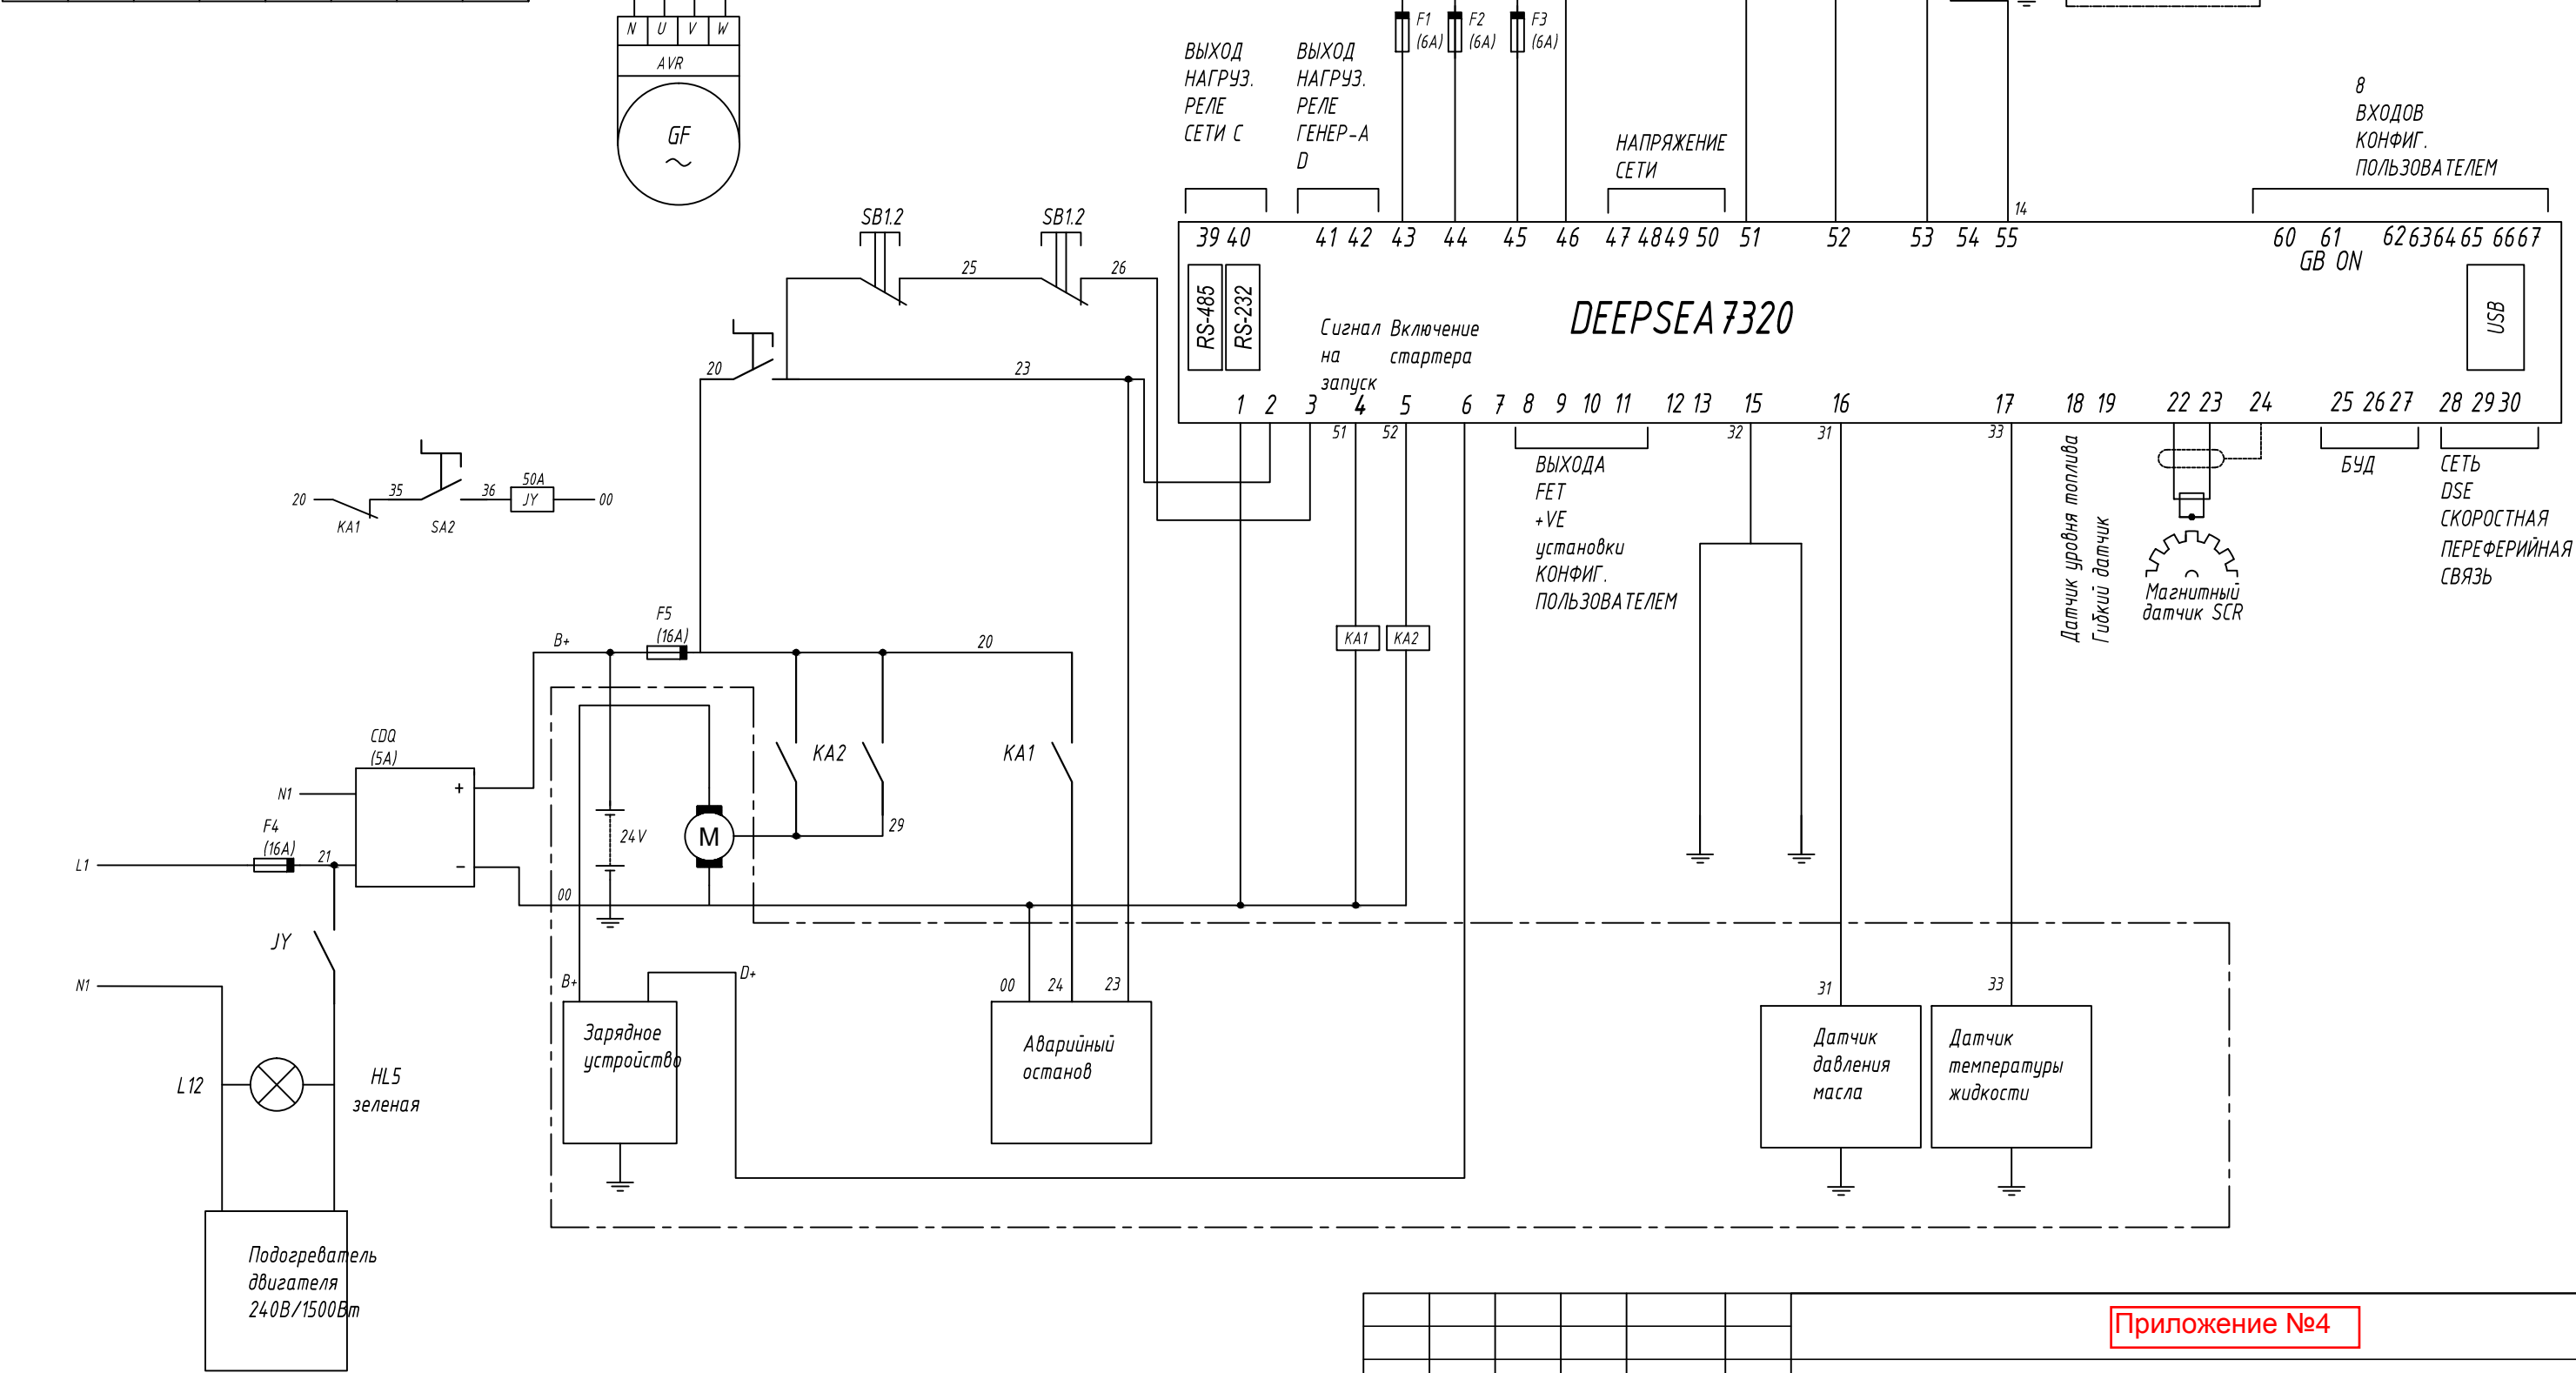 N U V W
AVR
GF
F1
(6А)
F2
(6А)
F3
(6А)
ВЫХОД
НАГРУЗ.
РЕЛЕ
СЕТИ С
ВЫХОД
НАГРУЗ.
РЕЛЕ
ГЕНЕР-А
D
НАПРЯЖЕНИЕ
СЕТИ
8
ВХОДОВ
КОНФИГ.
ПОЛЬЗОВАТЕЛЕМ
14
39 40 41 42 43 44 45 46 47 48 49 50 51 52 53 54 55 60 61 62 63 64 65 66 67
GB ON
RS-485
RS-232
DEEPSEA 7320
USB
Сигнал
на
запуск
Включение
стартера
1 2 3 4 5 6 7 8 9 10 11 12 13 15 16 17 18 19 22 23 24 25 26 27 28 29 30
SB1.2
SB1.2
25
26
20
23
51
52
32
31
33
ВЫХОДА
FET
+VE
установки
КОНФИГ.
ПОЛЬЗОВАТЕЛЕМ
Датчик уровня топлива
Гибкий датчик
Магнитный
датчик SCR
БУД
СЕТЬ
DSE
СКОРОСТНАЯ
ПЕРЕФЕРИЙНАЯ
СВЯЗЬ
20
KA1
35
SA2
36
50A
JY
00
B+
F5
(16А)
20
KA1
KA2
CDQ
(5А)
N1
+
−
F4
(16А)
L1
21
24V
M
KA2
29
KA1
00
JY
N1
L12
HL5
зеленая
B+
D+
Зарядное
устройство
00
24
23
Аварийный
останов
31
Датчик
давления
масла
33
Датчик
температуры
жидкости
Подогреватель
двигателя
240В/1500Вт
Приложение №4